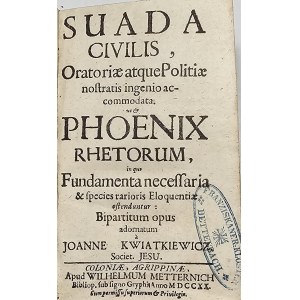 SUADA
CIVILIS,
Oratoriæ atque Politiæ
nostratis ingenio ac-
commodata:
PHOENIX
RHETORUM,
in quo
Fundamenta necessaria
& species rarioris Eloquentiæ
ostenduntur:
Bipartitum opus
adornatum
à
JOANNE KWIATKIEWICZ
Societ. JESU.
COLONIÆ, AGRIPPINÆ,
Apud WILHELMUM METTERNICH
Bibliop. sub signo Gryphi Anno MDCCXX.
Cum permissu superiorum & Privilegio.
FRANZISKANER-KLOSTER